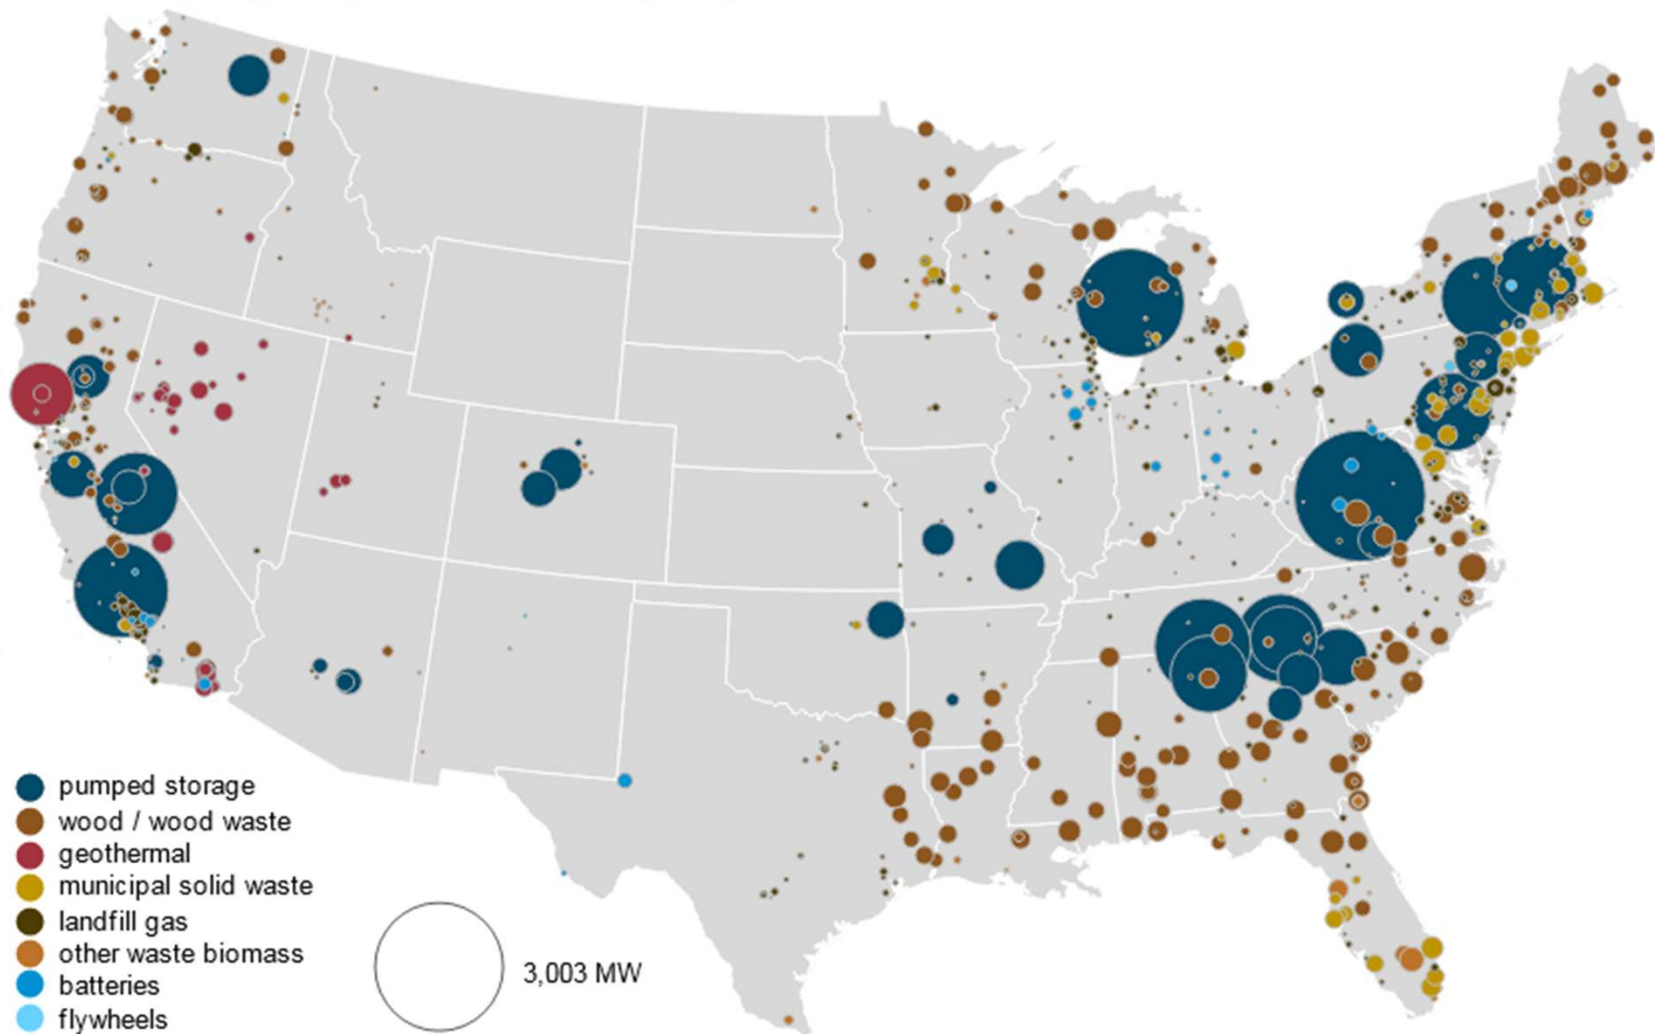 pumped storage
wood / wood waste
geothermal
municipal solid waste
landfill gas
other waste biomass
batteries
flywheels
3,003 MW